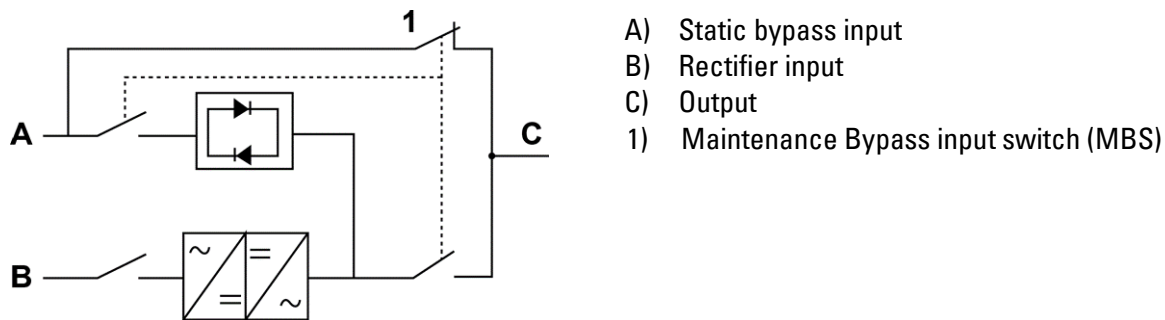 1
A
B
C
A) Static bypass input
B) Rectifier input
C) Output
1) Maintenance Bypass input switch (MBS)